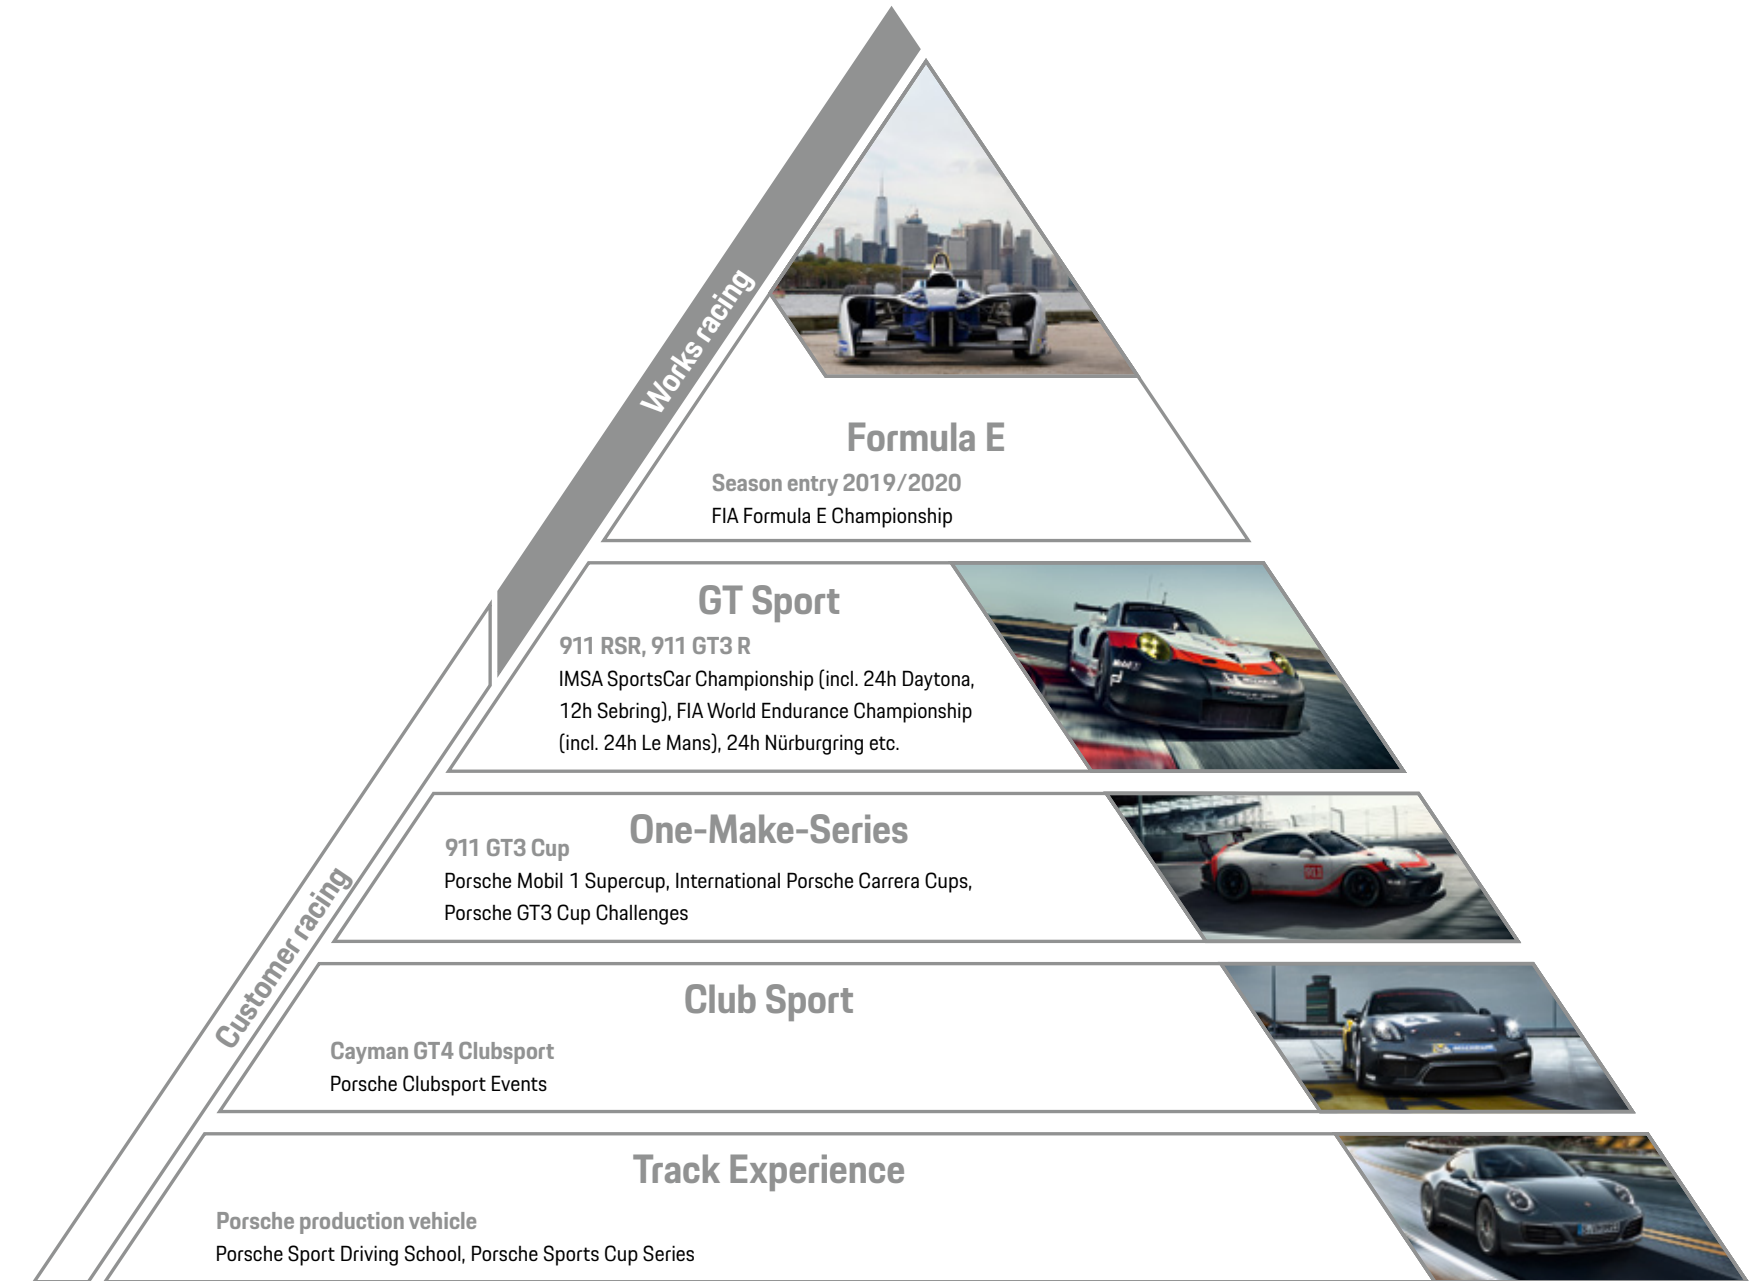 Works racing
Formula E
Season entry 2019/2020
FIA Formula E Championship
GT Sport
911 RSR, 911 GT3 R
IMSA SportsCar Championship (incl. 24h Daytona,
12h Sebring), FIA World Endurance Championship
(incl. 24h Le Mans), 24h Nürburgring etc.
Customer racing
One-Make-Series
911 GT3 Cup
Porsche Mobil 1 Supercup, International Porsche Carrera Cups,
Porsche GT3 Cup Challenges
Club Sport
Cayman GT4 Clubsport
Porsche Clubsport Events
Track Experience
Porsche production vehicle
Porsche Sport Driving School, Porsche Sports Cup Series